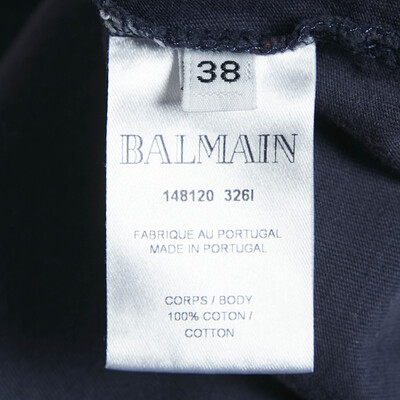 38
BALMAIN
148120 326I
FABRIQUE AU PORTUGAL
MADE IN PORTUGAL
CORPS / BODY
100% COTON /
COTTON